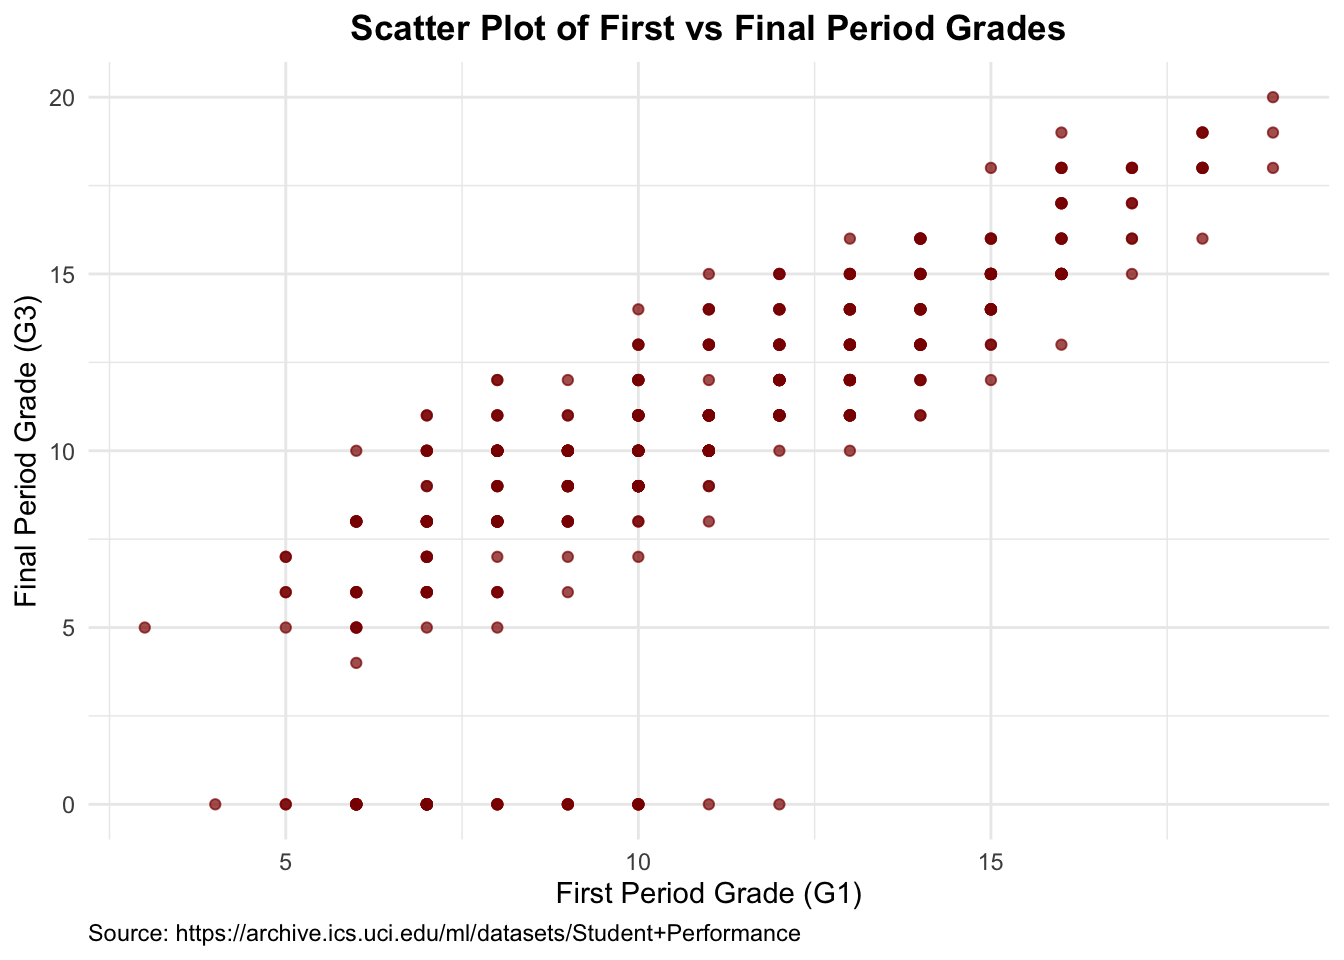 Scatter Plot of First vs Final Period Grades
20
15
10
5
0
Final Period Grade (G3)
5 10 15
First Period Grade (G1)
Source: https://archive.ics.uci.edu/ml/datasets/Student+Performance